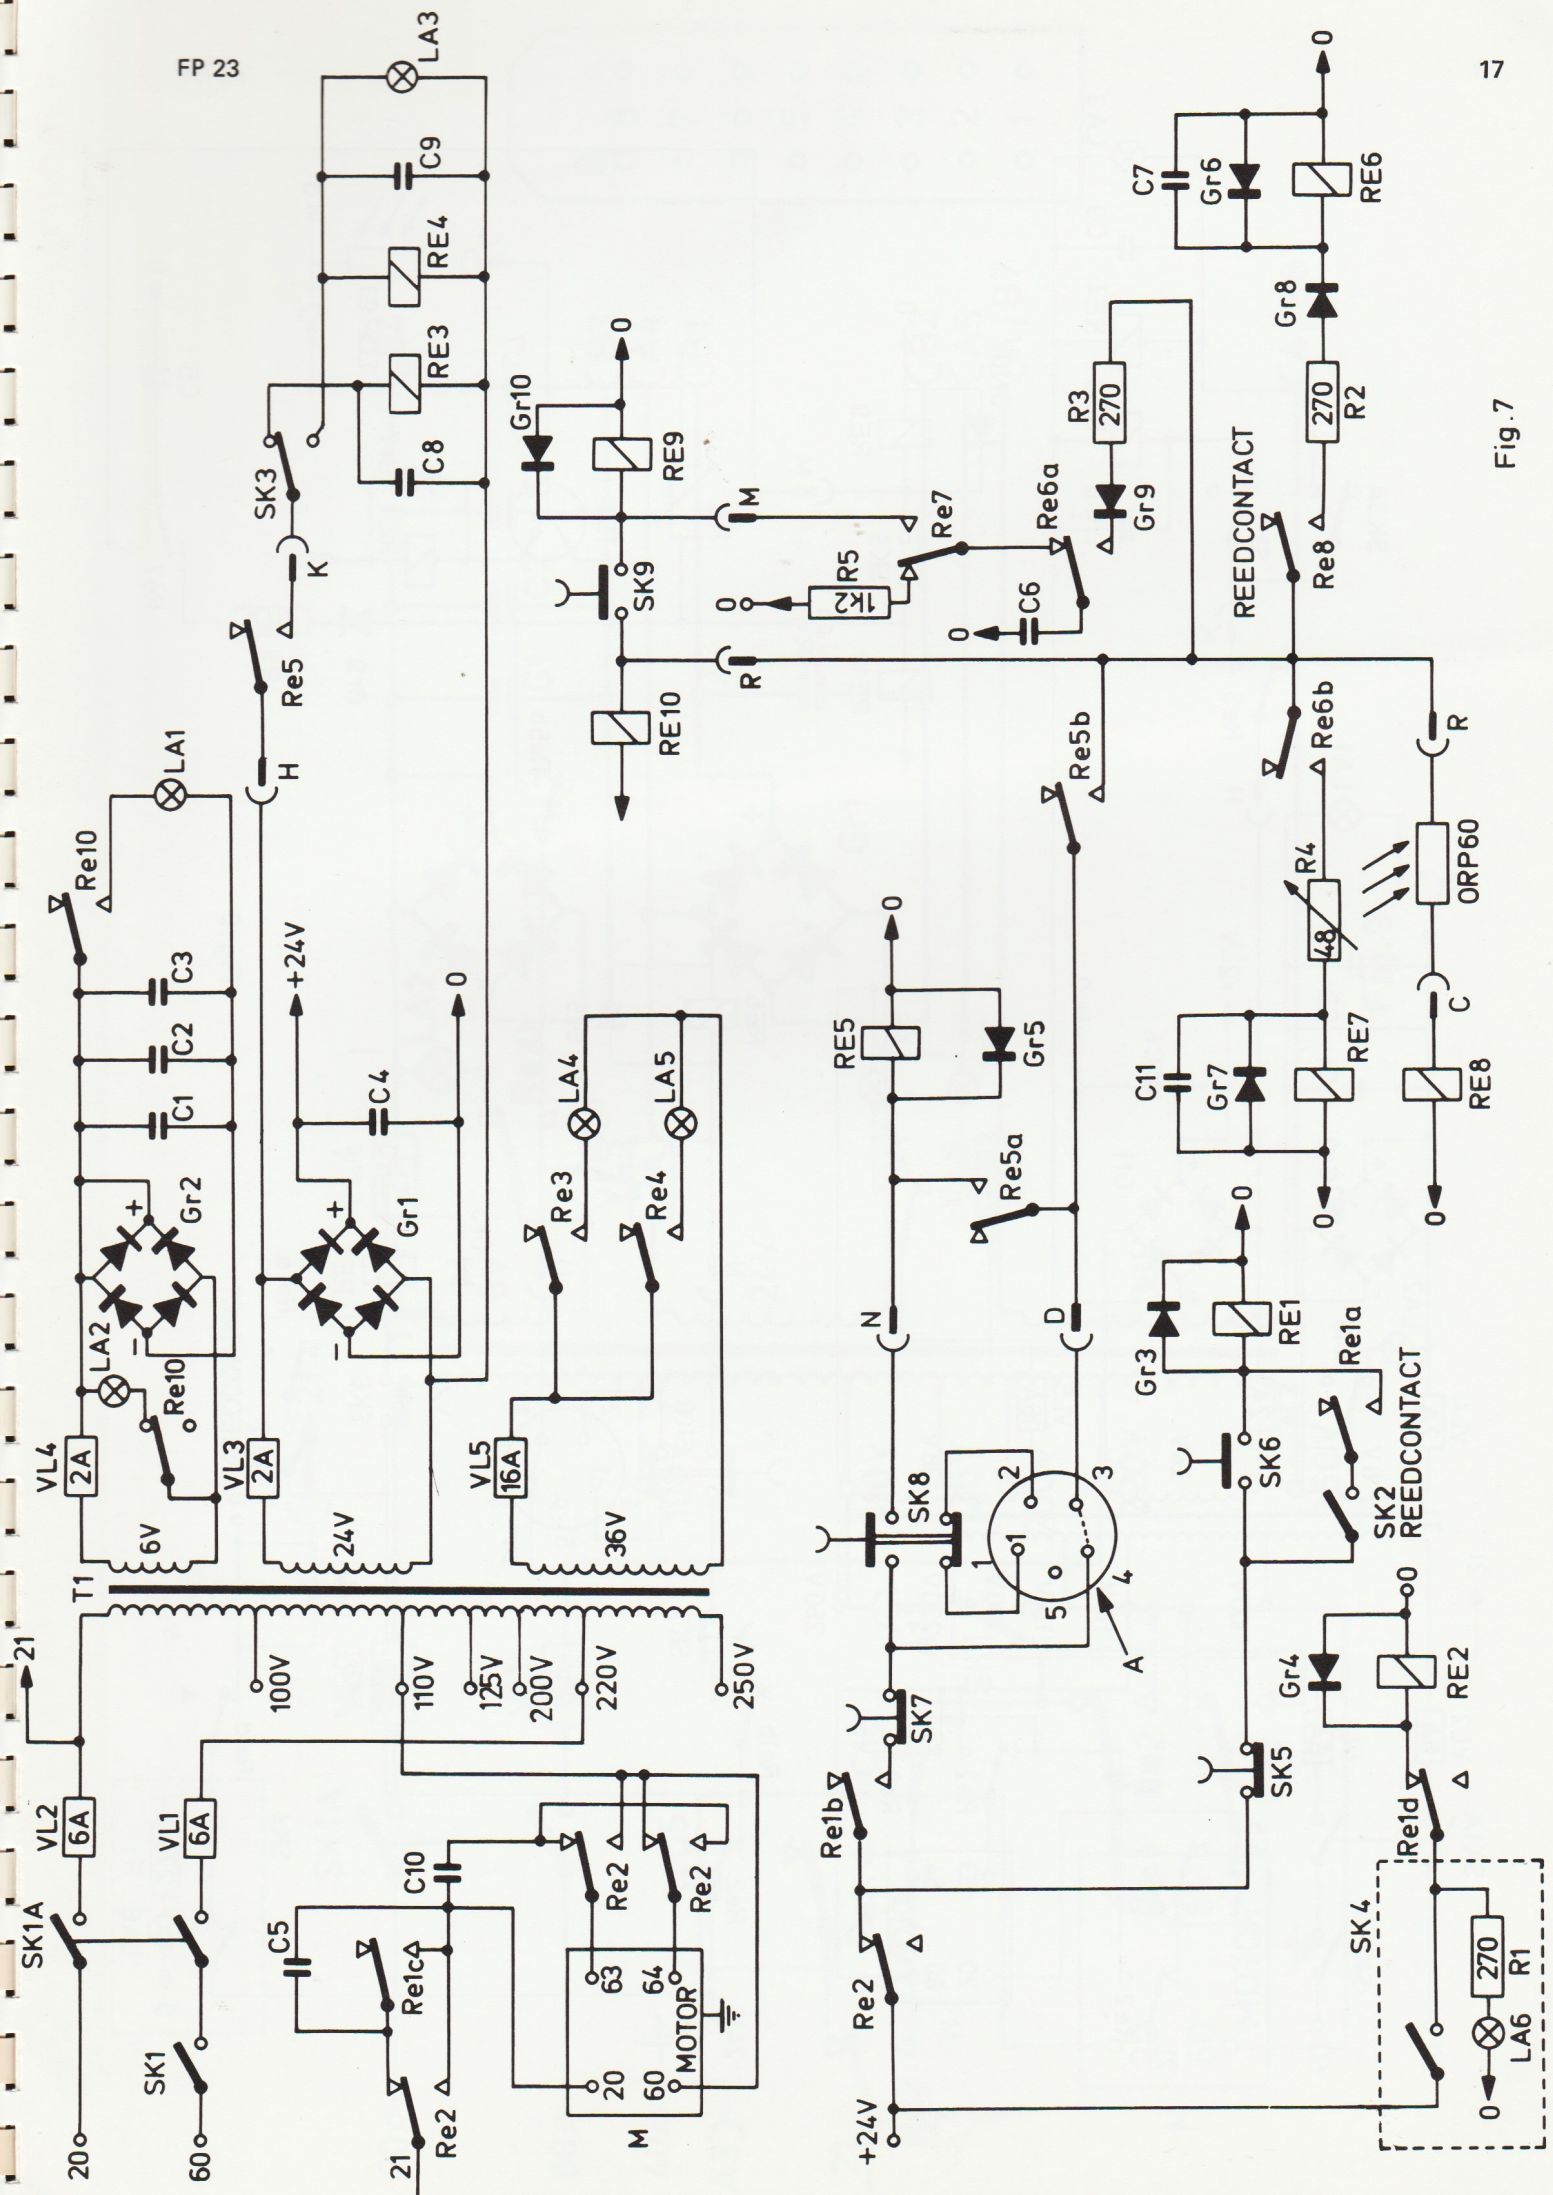 FP 23
17
20
SK1A
VL2
6A
21
60
SK1
VL1
6A
T1
100V
110V
125V
200V
220V
250V
6V
24V
36V
VL4
2A
LA2
Re10
Gr2
+
−
C1
C2
C3
Re10
LA1
VL3
2A
Gr1
+
−
C4
+24V
0
H
Re5
K
SK3
C8
RE3
RE4
C9
LA3
VL5
16A
Re3
Re4
LA4
LA5
21
Re2
Re1c
C5
C10
Re2
Re2
63
64
20
60
MOTOR
M
RE10
SK9
RE9
Gr10
0
R
M
0
R5
1k2
Re7
0
C6
Re6a
Gr9
R3
270
+24V
Re2
Re1b
SK7
SK8
N
Re5a
RE5
Gr5
0
1
1
2
3
4
5
A
D
Re5b
SK5
SK6
SK2
REEDCONTACT
Re1a
Gr3
RE1
0
SK4
0
LA6
R1
270
Re1d
Gr4
RE2
0
0
RE7
Gr7
C11
R4
48
Re6b
REEDCONTACT
Re8
R2
270
Gr8
C7
Gr6
RE6
0
0
RE8
C
ORP60
R
Fig.7